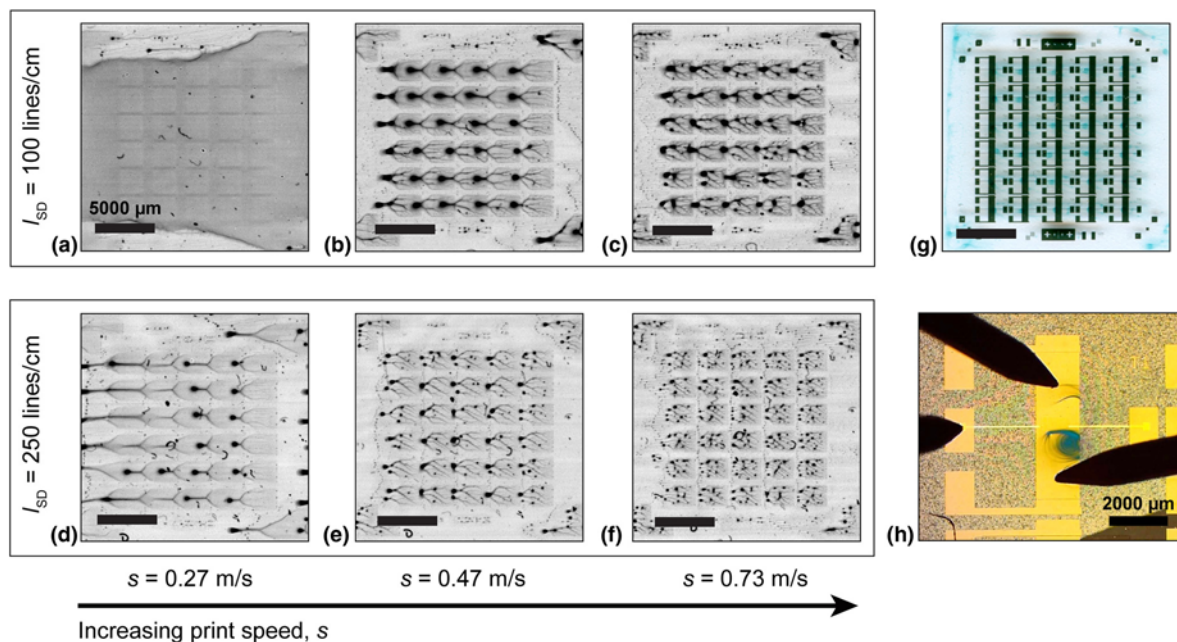 I_SD = 100 lines/cm
5000 µm
(a)
(b)
(c)
(g)
I_SD = 250 lines/cm
(d)
(e)
(f)
2000 µm
(h)
s = 0.27 m/s
s = 0.47 m/s
s = 0.73 m/s
Increasing print speed, s